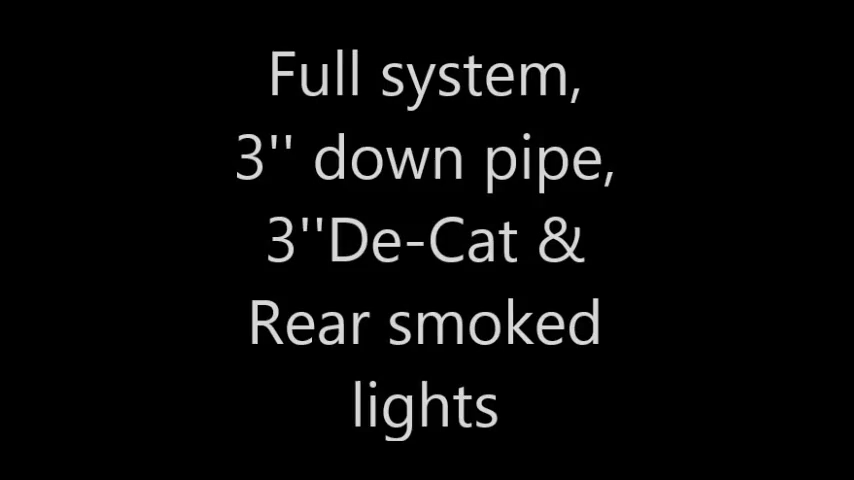 Full system,
3'' down pipe,
3''De-Cat &
Rear smoked
lights